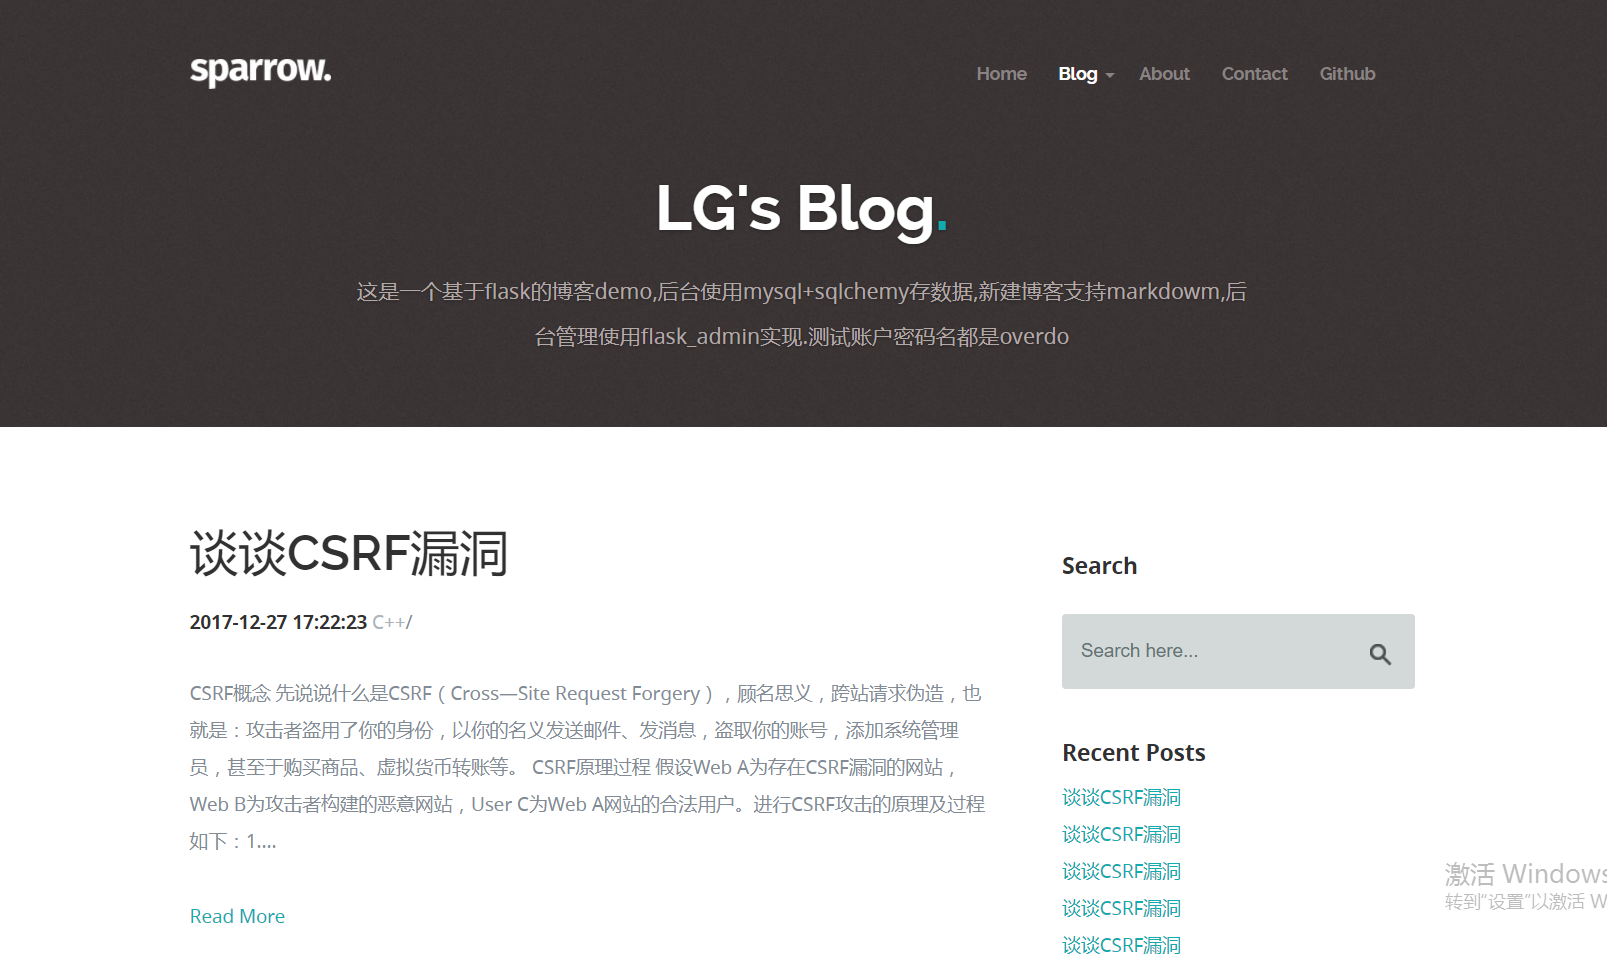 sparrow.
Home Blog About Contact Github
LG's Blog.
这是一个基于flask的博客demo,后台使用mysql+sqlchemy存数据,新建博客支持markdowm,后
台管理使用flask_admin实现.测试账户密码名都是overdo
谈谈CSRF漏洞
2017-12-27 17:22:23 C++/
CSRF概念 先说说什么是CSRF（Cross—Site Request Forgery），顾名思义，跨站请求伪造，也
就是：攻击者盗用了你的身份，以你的名义发送邮件、发消息，盗取你的账号，添加系统管理
员，甚至于购买商品、虚拟货币转账等。 CSRF原理过程 假设Web A为存在CSRF漏洞的网站，
Web B为攻击者构建的恶意网站，User C为Web A网站的合法用户。进行CSRF攻击的原理及过程
如下：1....
Read More
Search
Search here...
Recent Posts
谈谈CSRF漏洞
谈谈CSRF漏洞
谈谈CSRF漏洞
谈谈CSRF漏洞
谈谈CSRF漏洞
激活 Windows
转到“设置”以激活 W